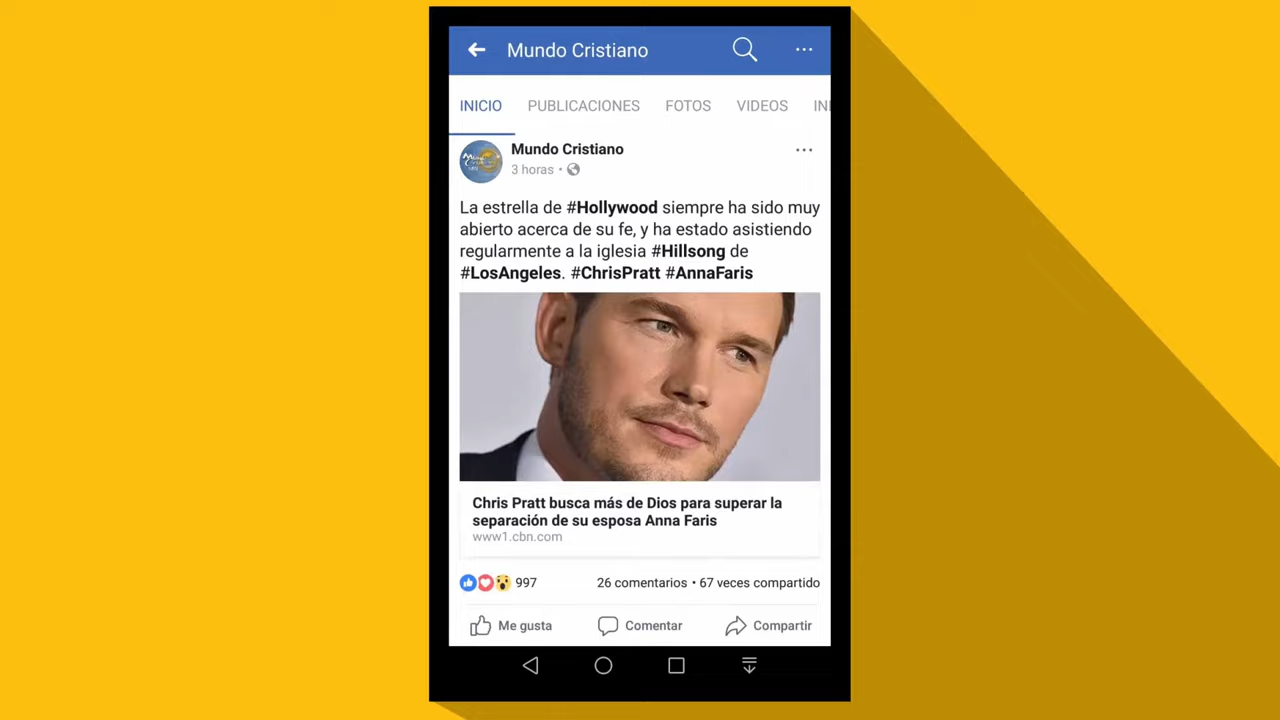 Mundo Cristiano
INICIO PUBLICACIONES FOTOS VIDEOS IN
Mundo Cristiano
3 horas •
La estrella de #Hollywood siempre ha sido muy
abierto acerca de su fe, y ha estado asistiendo
regularmente a la iglesia #Hillsong de
#LosAngeles. #ChrisPratt #AnnaFaris
Chris Pratt busca más de Dios para superar la
separación de su esposa Anna Faris
www1.cbn.com
997 26 comentarios • 67 veces compartido
Me gusta Comentar Compartir